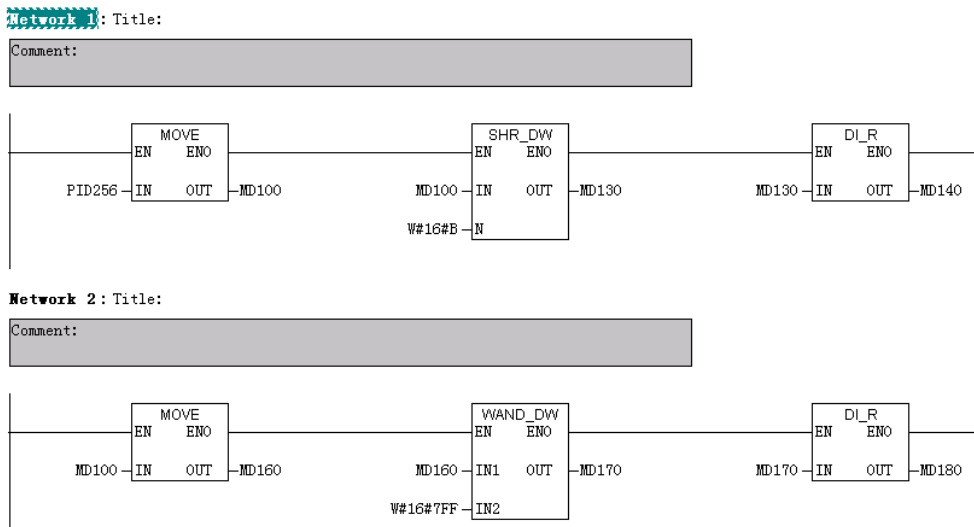 Network 1: Title:
Comment:
MOVE SHR_DW DI_R
EN ENO EN ENO EN ENO
PID256 IN OUT MD100 MD100 IN OUT MD130 MD130 IN OUT MD140
W#16#B N
Network 2: Title:
Comment:
MOVE WAND_DW DI_R
EN ENO EN ENO EN ENO
MD100 IN OUT MD160 MD160 IN1 OUT MD170 MD170 IN OUT MD180
W#16#7FF IN2